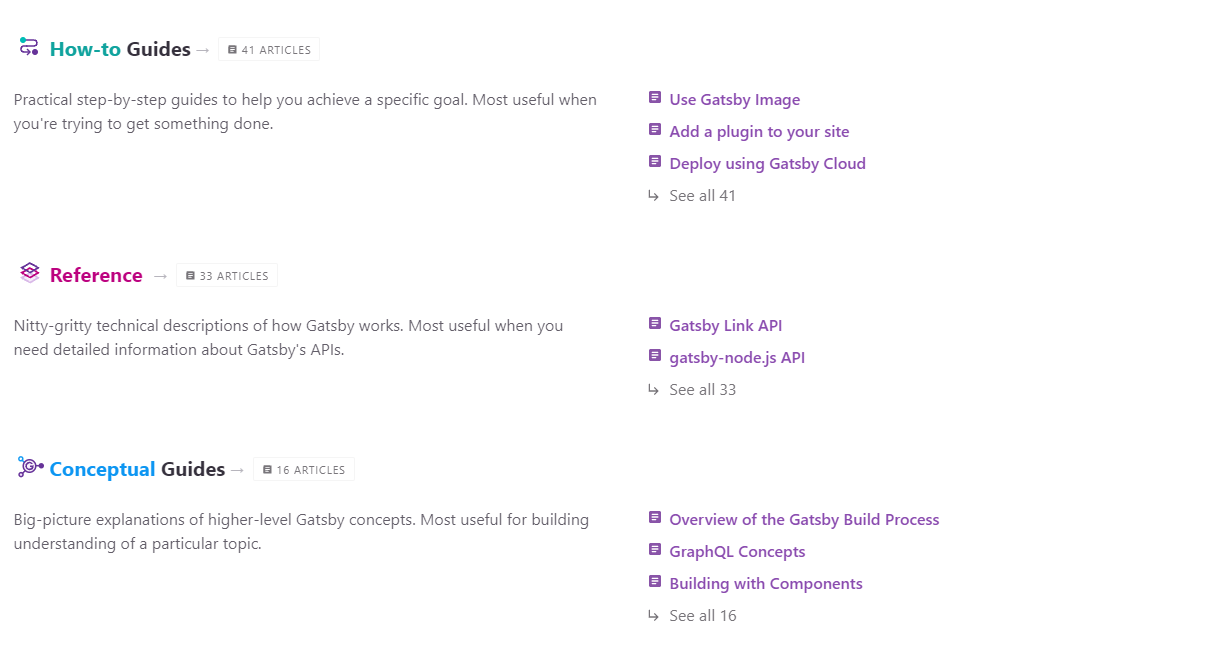 How-to Guides → 41 ARTICLES
Practical step-by-step guides to help you achieve a specific goal. Most useful when
you're trying to get something done.
Use Gatsby Image
Add a plugin to your site
Deploy using Gatsby Cloud
↳ See all 41
Reference → 33 ARTICLES
Nitty-gritty technical descriptions of how Gatsby works. Most useful when you
need detailed information about Gatsby's APIs.
Gatsby Link API
gatsby-node.js API
↳ See all 33
Conceptual Guides → 16 ARTICLES
Big-picture explanations of higher-level Gatsby concepts. Most useful for building
understanding of a particular topic.
Overview of the Gatsby Build Process
GraphQL Concepts
Building with Components
↳ See all 16